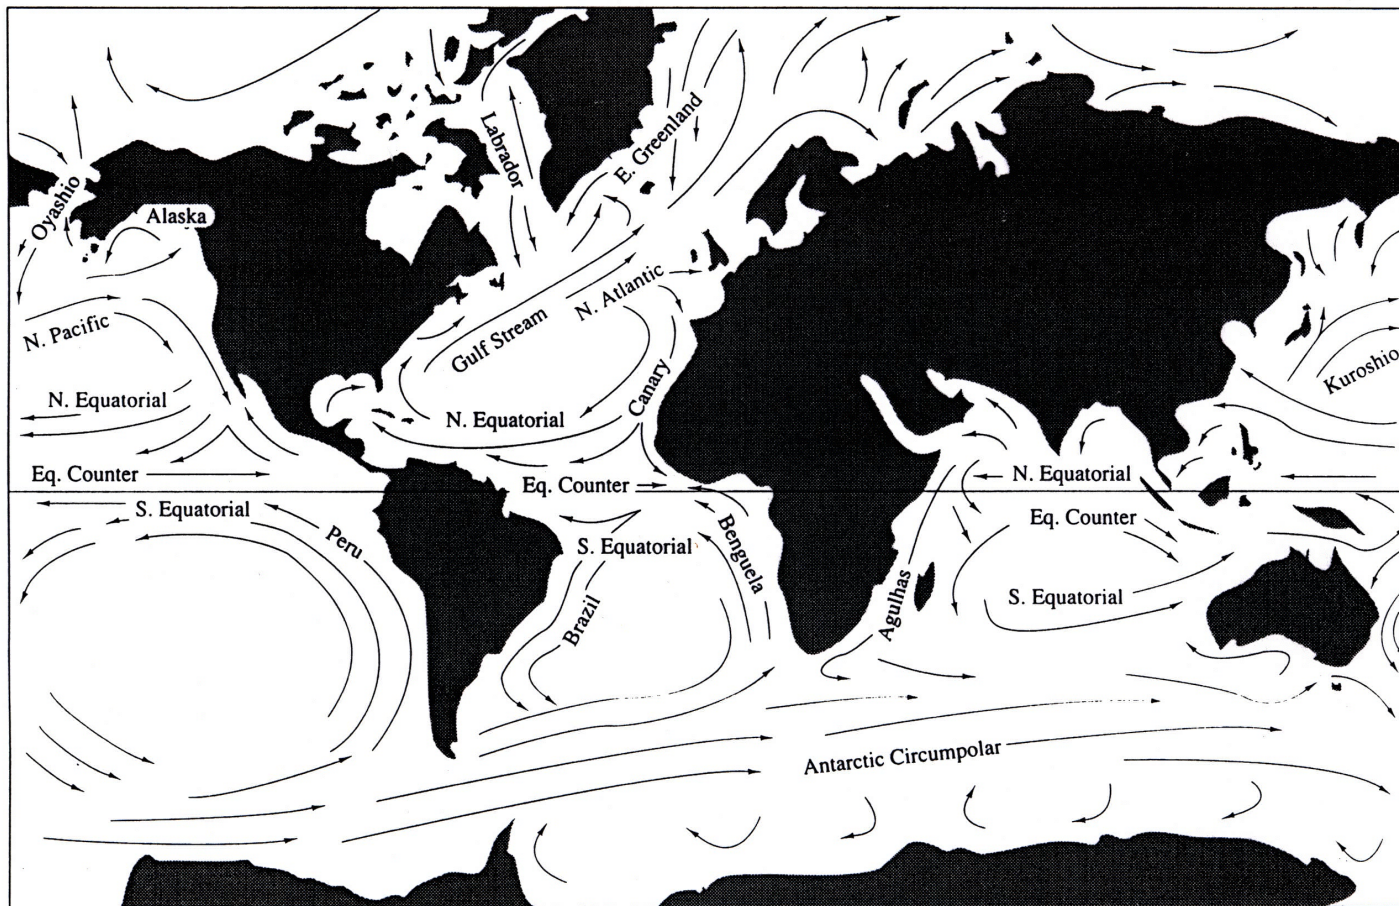 Labrador
E. Greenland
Oyashio
Alaska
N. Pacific
Gulf Stream
N. Atlantic
Kuroshio
N. Equatorial
N. Equatorial
Canary
Eq. Counter
Eq. Counter
N. Equatorial
S. Equatorial
Peru
S. Equatorial
Benguela
Eq. Counter
Brazil
Agulhas
S. Equatorial
Antarctic Circumpolar